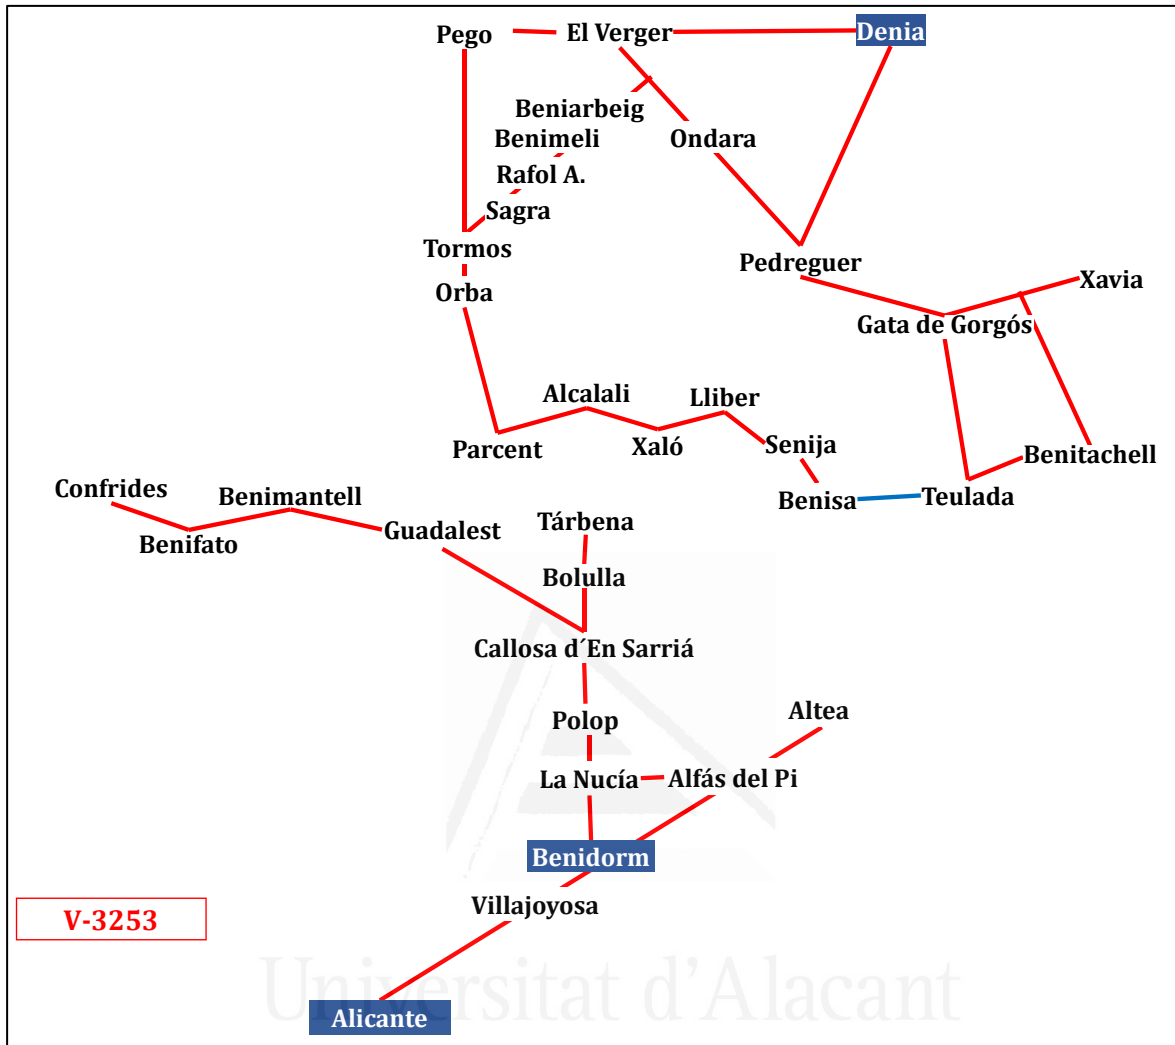 Pego
El Verger
Denia
Beniarbeig
Benimeli
Ondara
Rafol A.
Sagra
Tormos
Pedreguer
Xavia
Orba
Gata de Gorgós
Alcalali
Lliber
Parcent
Xaló
Senija
Benitachell
Confrides
Benimantell
Benisa
Teulada
Benifato
Guadalest
Tárbena
Bolulla
Callosa d´En Sarriá
Polop
Altea
La Nucía
Alfás del Pi
Benidorm
Villajoyosa
V-3253
Universitat d'Alacant
Alicante